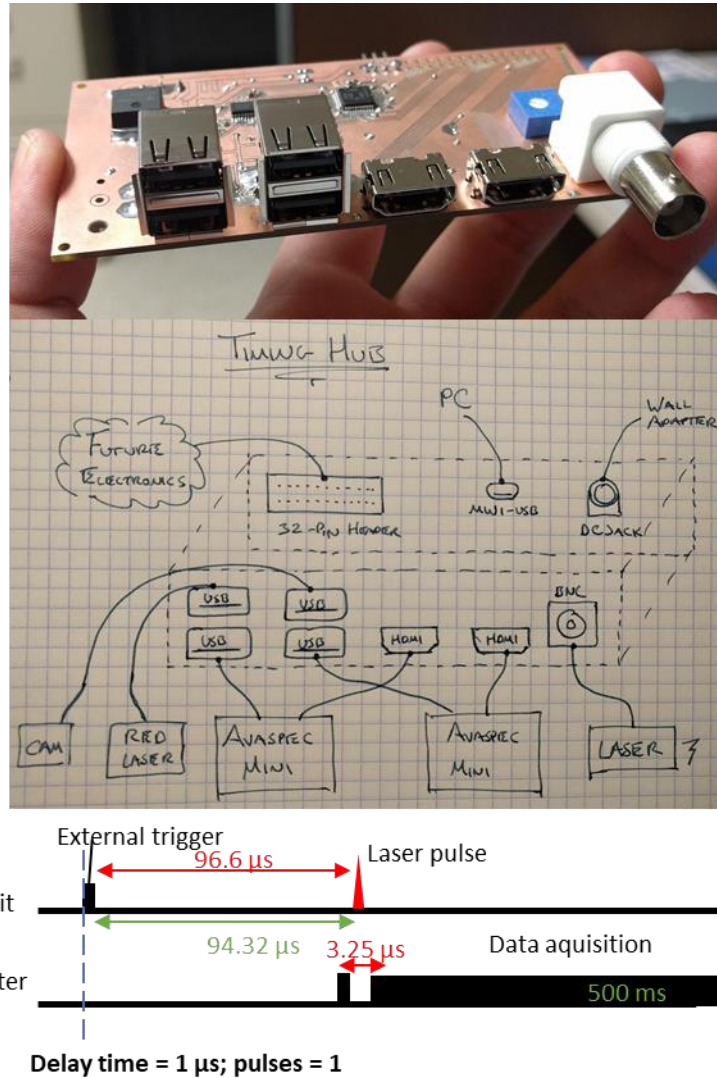 TIMING HUB
PC
WALL
ADAPTER
FUTURE
ELECTRONICS
32-PIN HEADER
MINI-USB
DC JACK
BNC
USB
USB
USB
USB
HDMI
HDMI
CAM
RED
LASER
AVASPEC
MINI
AVASPEC
MINI
LASER
External trigger
96.6 µs
Laser pulse
it
94.32 µs
3.25 µs
Data aquisition
ter
500 ms
Delay time = 1 µs; pulses = 1